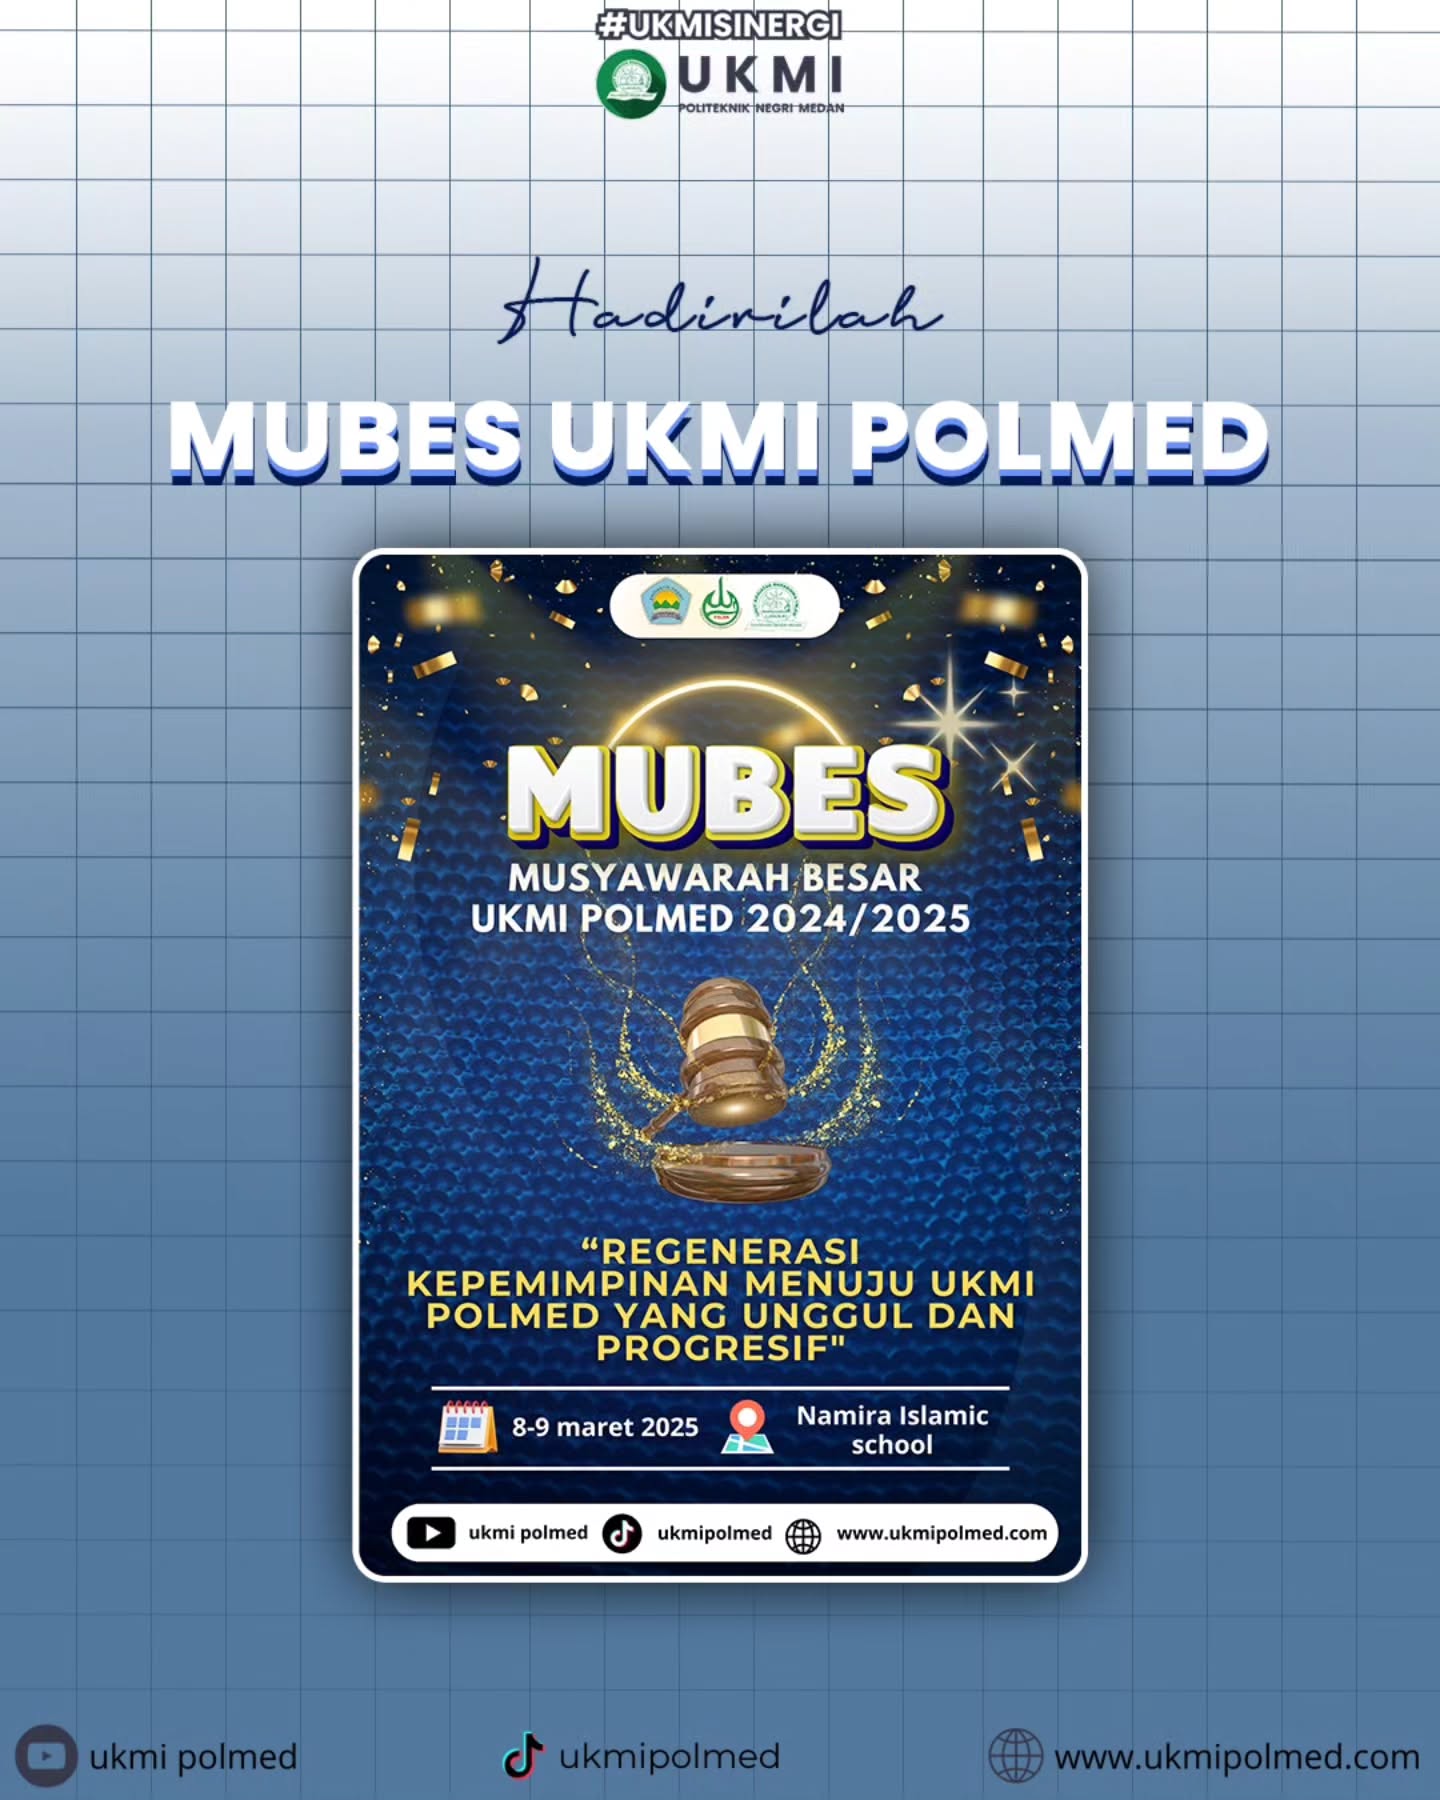 #UKMISINERGI
UKMI
POLITEKNIK NEGRI MEDAN
Hadirilah
MUBES UKMI POLMED
MUBES
MUSYAWARAH BESAR
UKMI POLMED 2024/2025
“REGENERASI
KEPEMIMPINAN MENUJU UKMI
POLMED YANG UNGGUL DAN
PROGRESIF"
8-9 maret 2025
Namira Islamic
school
ukmi polmed
ukmipolmed
www.ukmipolmed.com
ukmi polmed
ukmipolmed
www.ukmipolmed.com